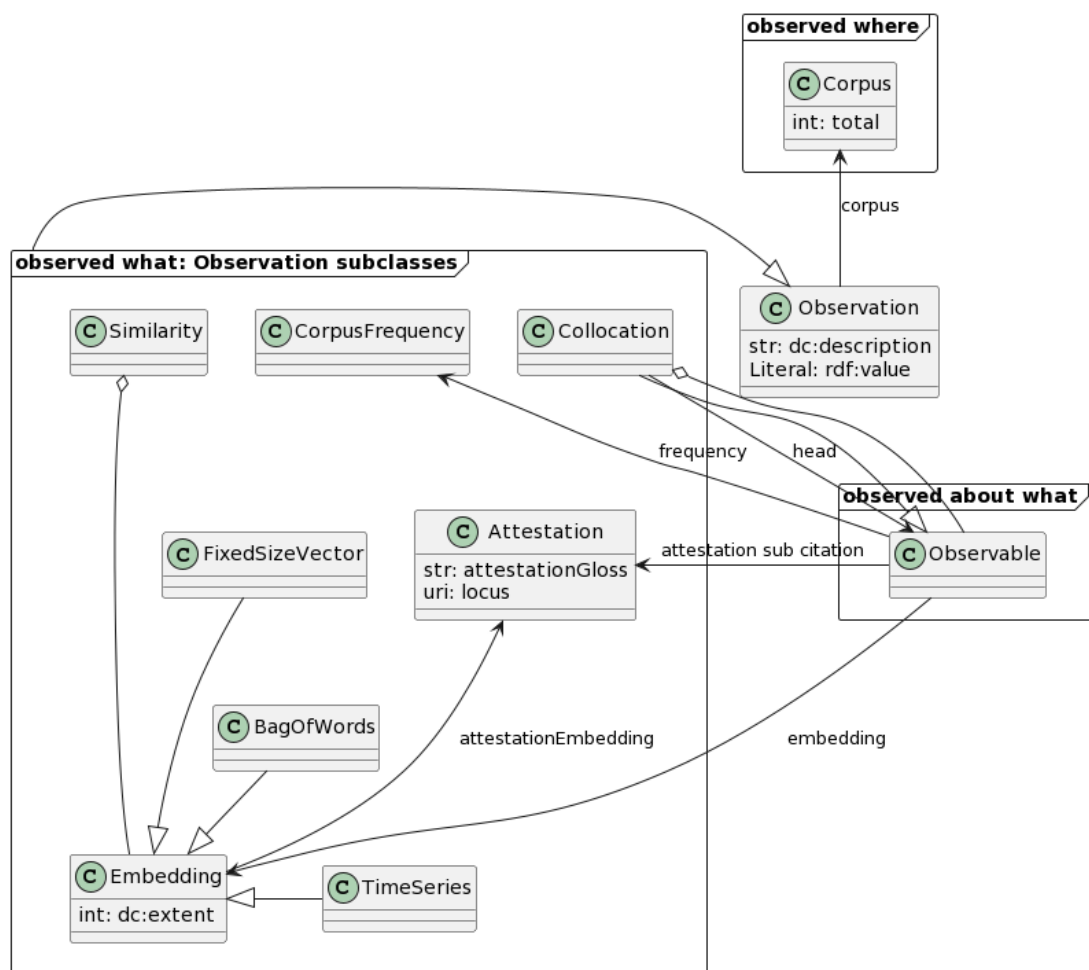 observed where
C Corpus
int: total
corpus
observed what: Observation subclasses
C Similarity
C CorpusFrequency
C Collocation
C Observation
str: dc:description
Literal: rdf:value
frequency
head
observed about what
C Attestation
str: attestationGloss
uri: locus
attestation sub citation
C FixedSizeVector
C Observable
C BagOfWords
attestationEmbedding
embedding
C Embedding
int: dc:extent
C TimeSeries